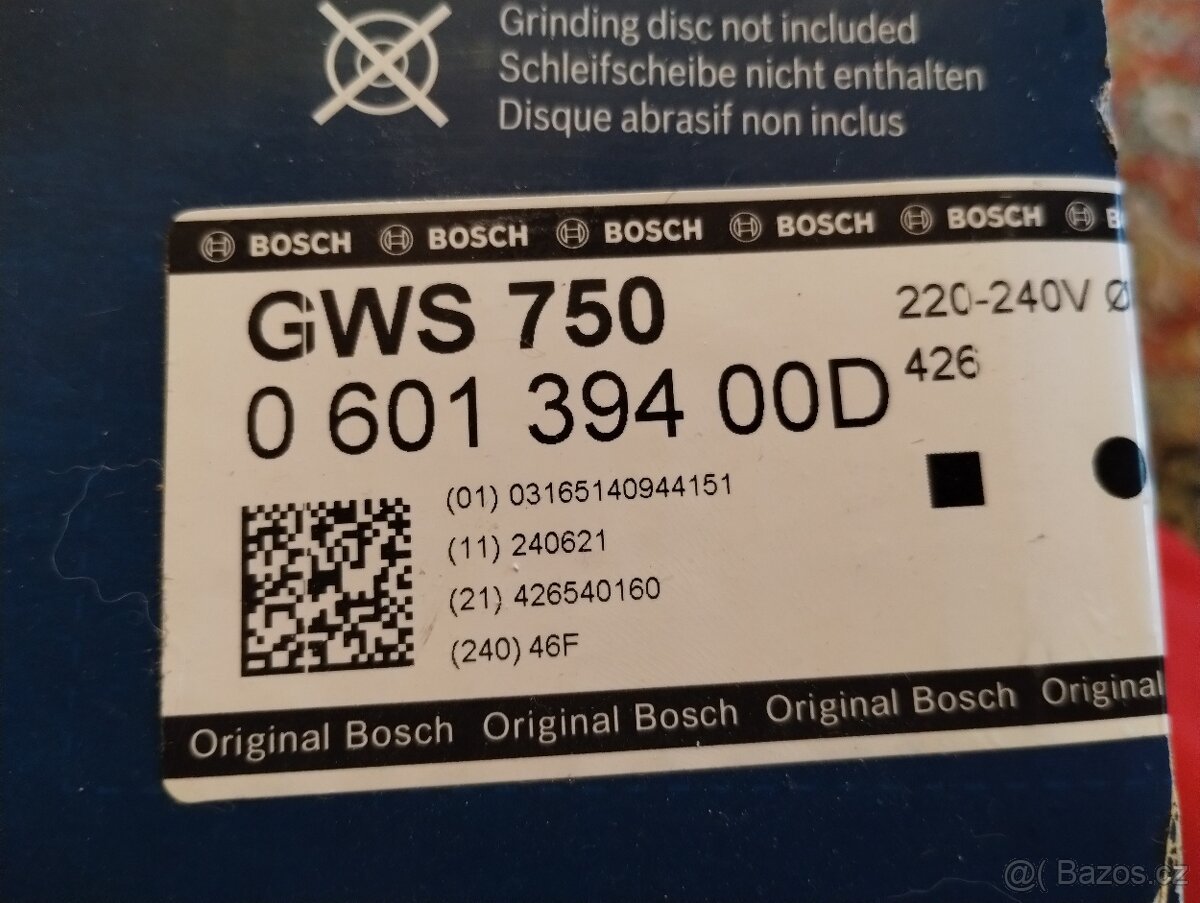 Grinding disc not included
Schleifscheibe nicht enthalten
Disque abrasif non inclus
BOSCH BOSCH BOSCH BOSCH BOSCH B
GWS 750
220-240V Ø
0 601 394 00D
426
(01) 03165140944151
(11) 240621
(21) 426540160
(240) 46F
Original Bosch Original Bosch Original Bosch Original
@( Bazos.cz